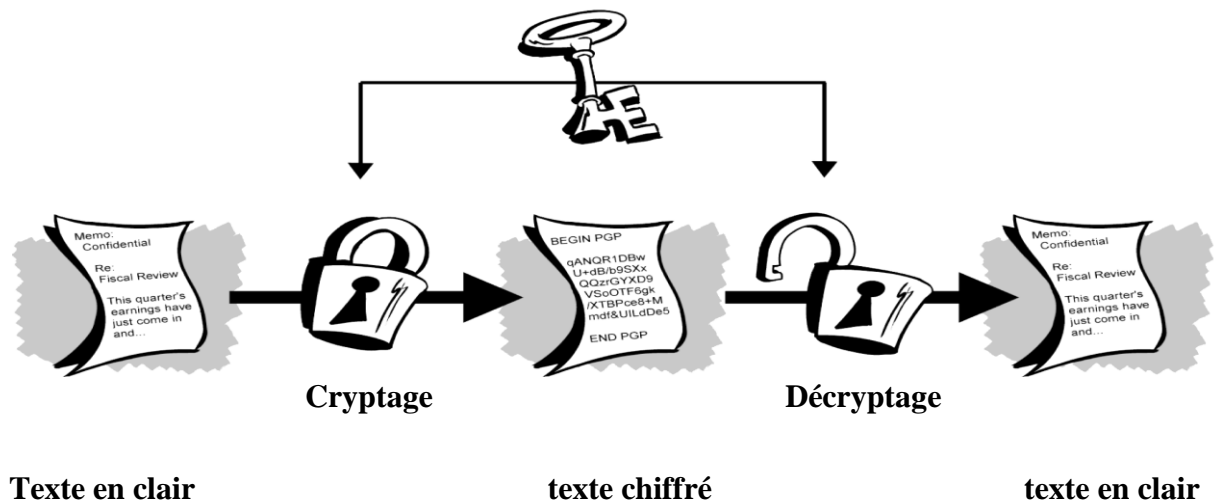 Memo:
Confidential
Re:
Fiscal Review
This quarter's
earnings have
just come in
and...
BEGIN PGP
qANQR1DBw
U+dB/b9SXx
QQzrGYXD9
VSoOTF6gk
/XTBPce8+M
mdf&UILdDe5
END PGP
Memo:
Confidential
Re:
Fiscal Review
This quarter's
earnings have
just come in
and...
Cryptage
Décryptage
Texte en clair
texte chiffré
texte en clair